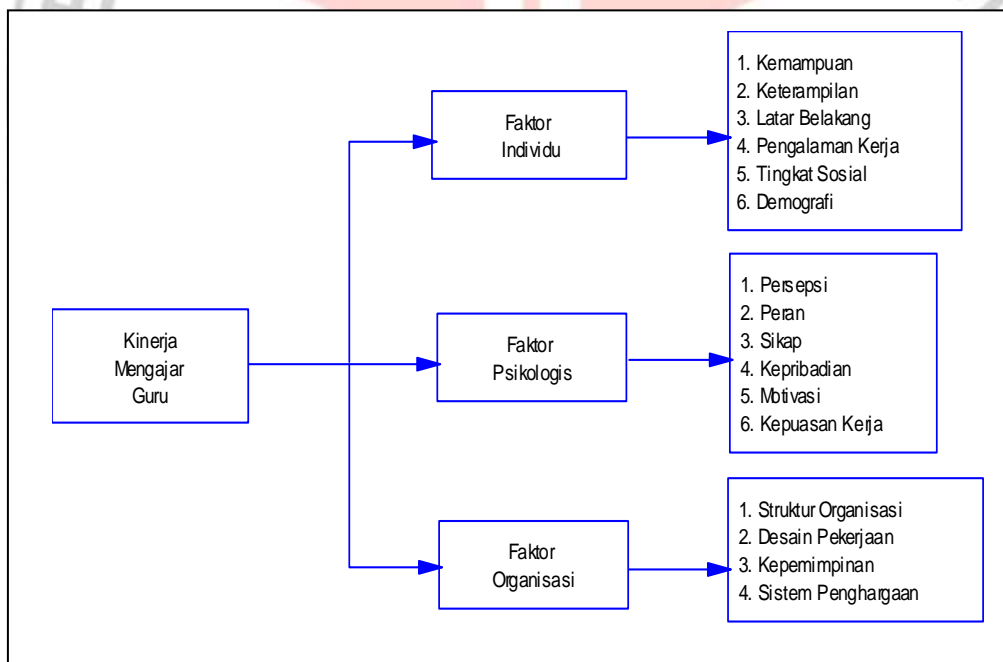 Kinerja
Mengajar
Guru
Faktor
Individu
1. Kemampuan
2. Keterampilan
3. Latar Belakang
4. Pengalaman Kerja
5. Tingkat Sosial
6. Demografi
Faktor
Psikologis
1. Persepsi
2. Peran
3. Sikap
4. Kepribadian
5. Motivasi
6. Kepuasan Kerja
Faktor
Organisasi
1. Struktur Organisasi
2. Desain Pekerjaan
3. Kepemimpinan
4. Sistem Penghargaan